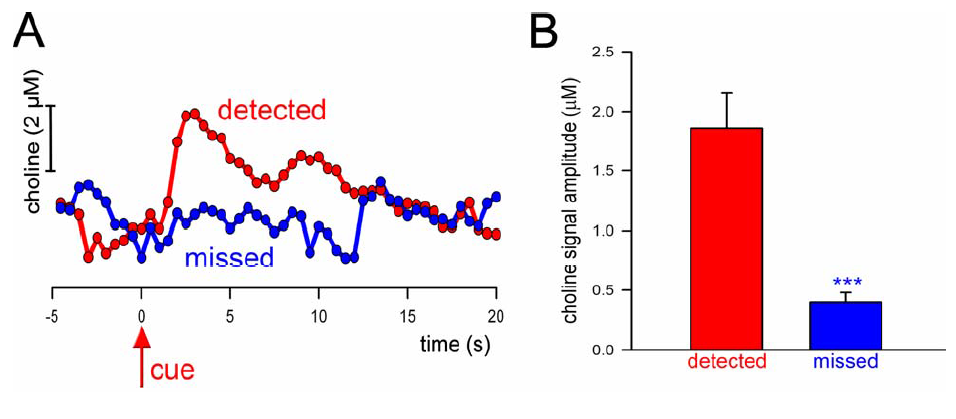 A
choline (2 µM)
detected
missed
-5 0 5 10 15 20
time (s)
cue
B
choline signal amplitude (µM)
2.5
2.0
1.5
1.0
0.5
0.0
***
detected missed